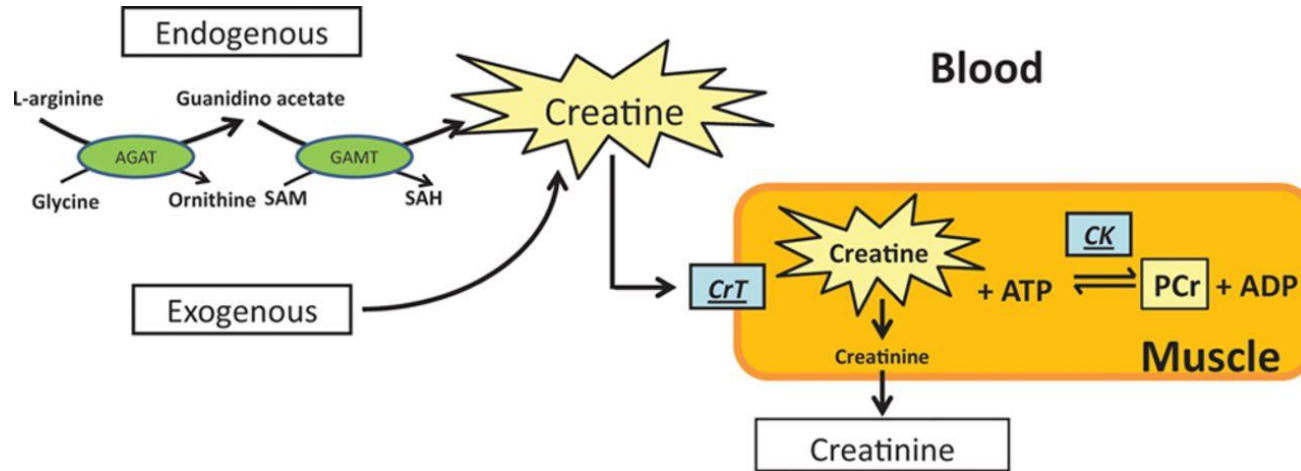 Endogenous
Blood
L-arginine
Guanidino acetate
Creatine
AGAT
GAMT
Glycine
Ornithine
SAM
SAH
Exogenous
CrT
Creatine
+ ATP
CK
PCr
+ ADP
Creatinine
Muscle
Creatinine